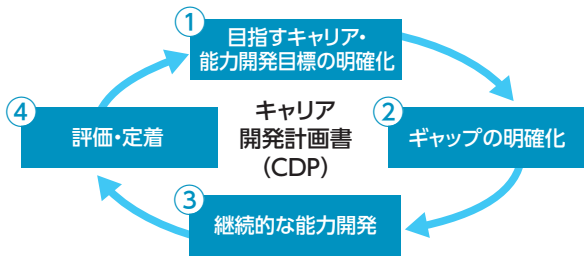 ①
目指すキャリア・
能力開発目標の明確化
②
ギャップの明確化
③
継続的な能力開発
④
評価・定着
キャリア
開発計画書
（CDP）